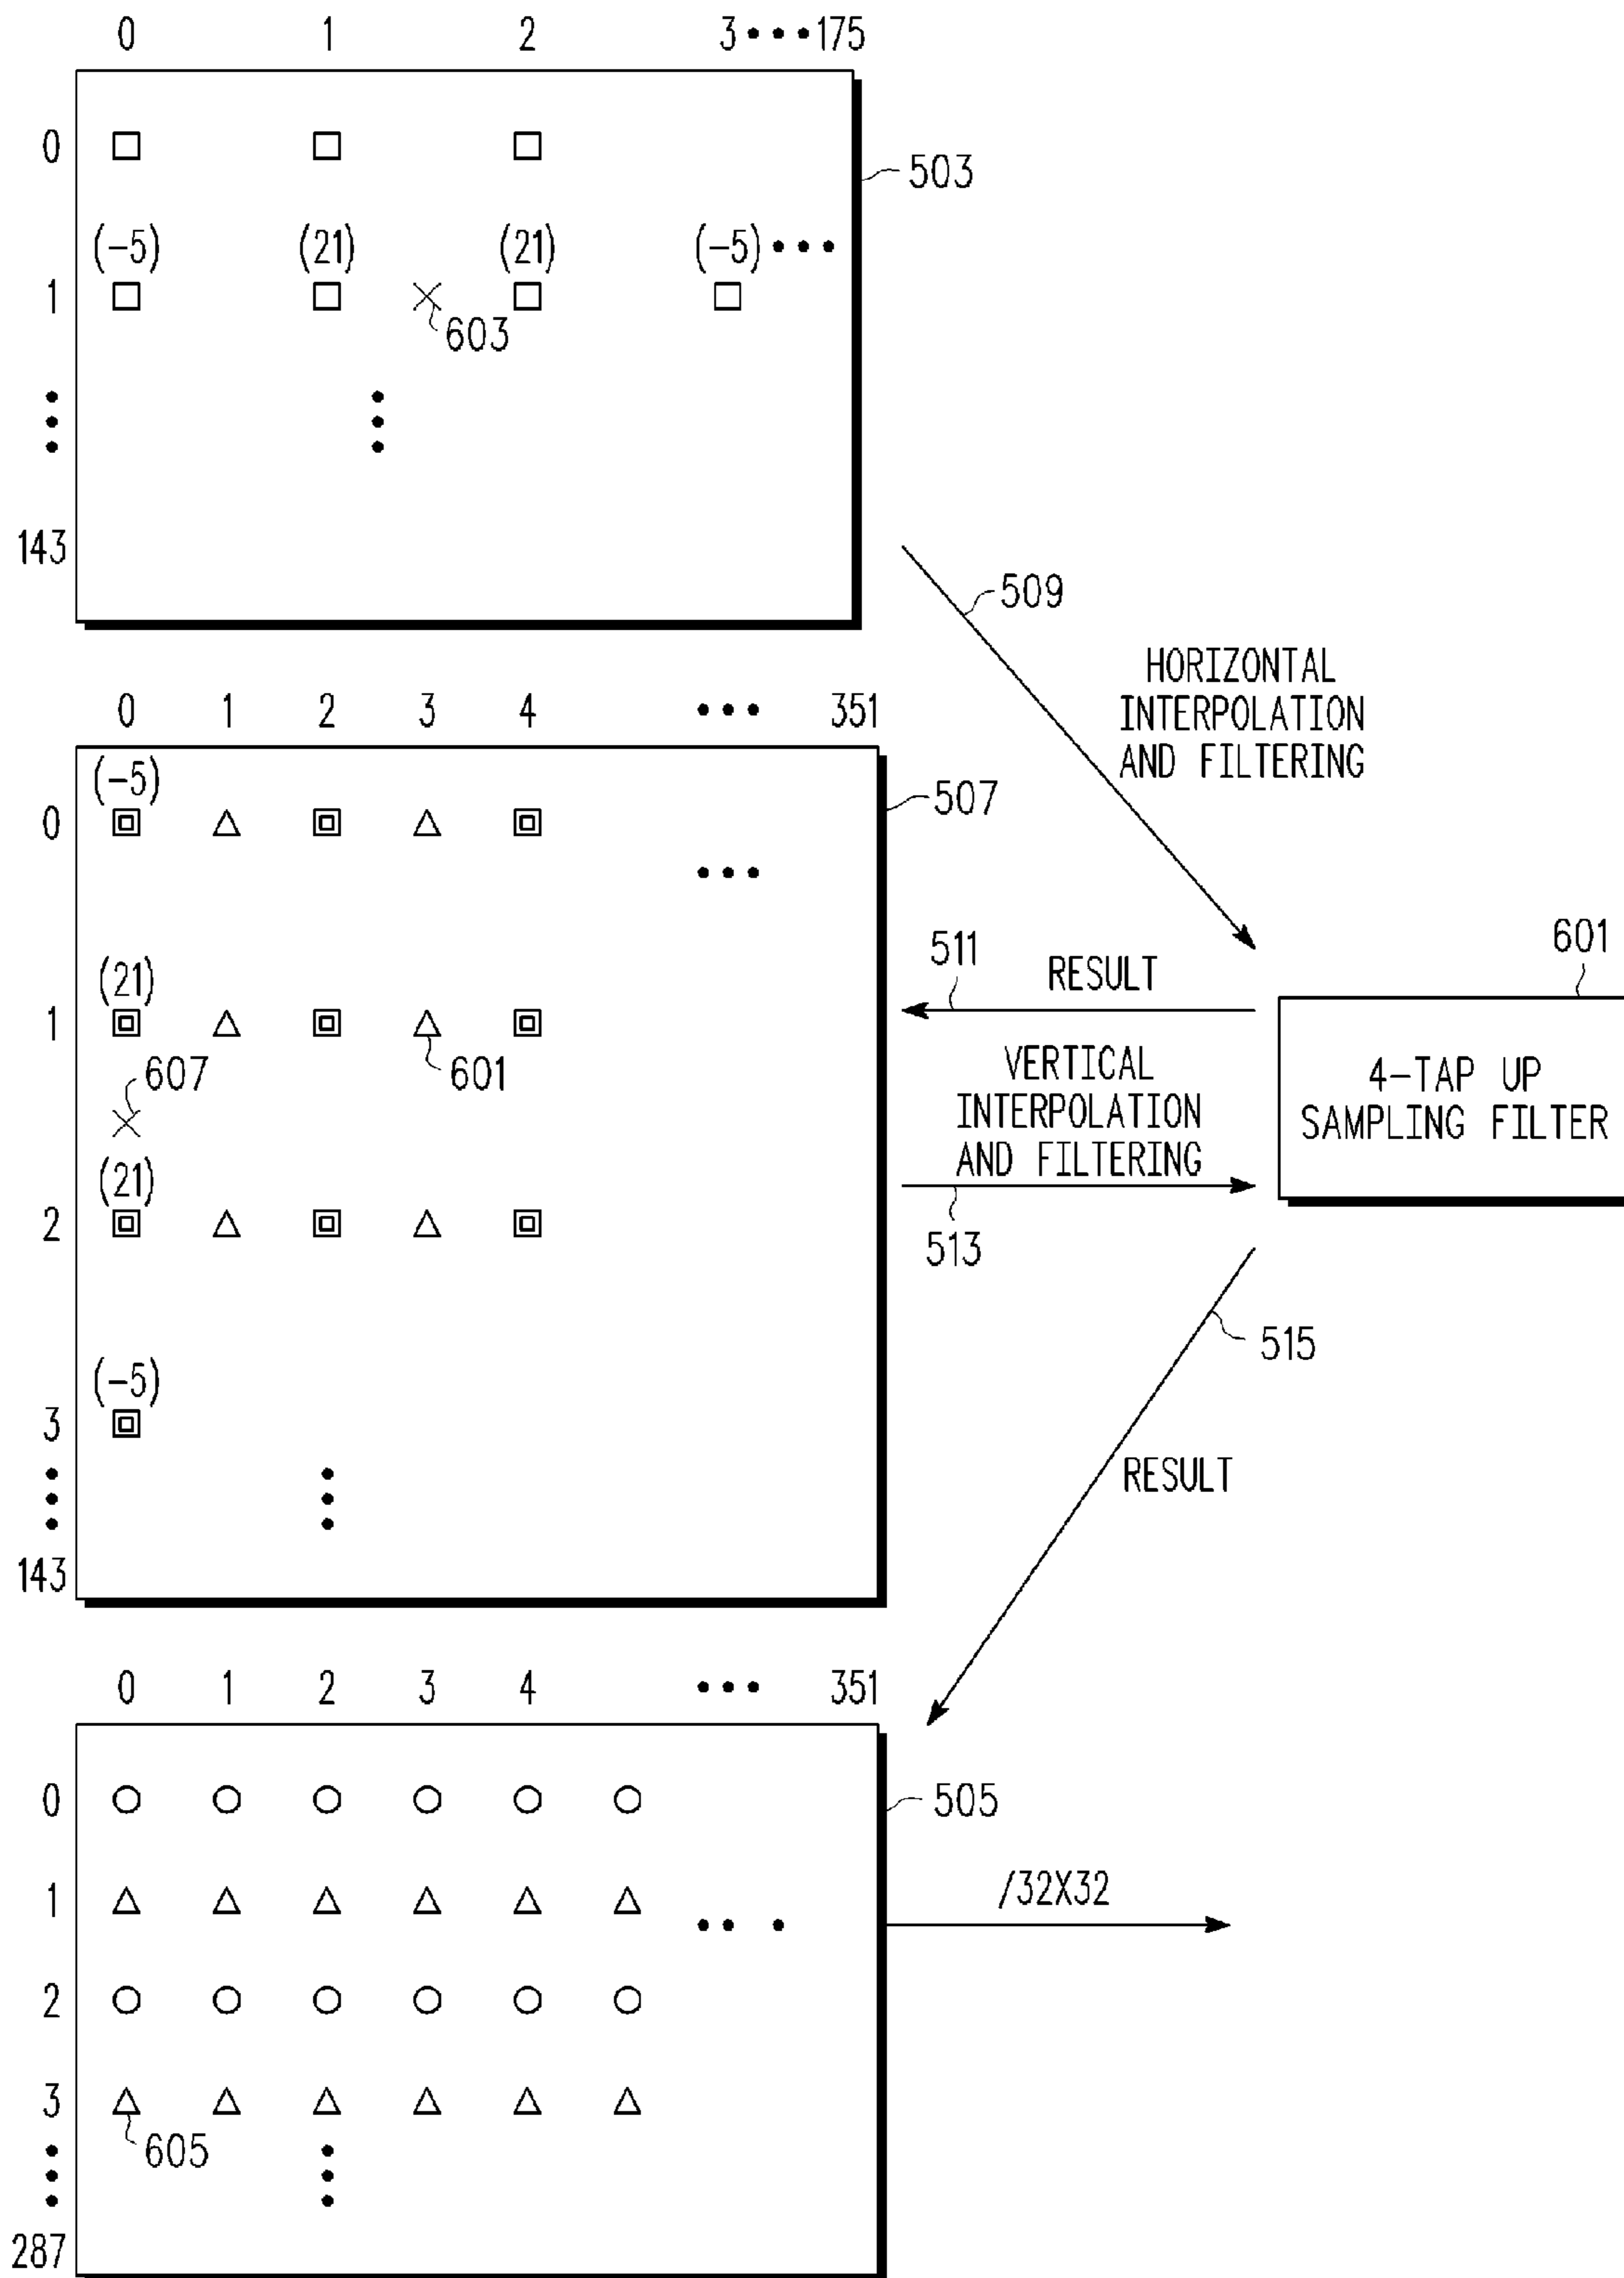 0 1 2 3 • • • 175
0
503
(-5) (21) (21) (-5) • • •
1
603
143
509
HORIZONTAL
INTERPOLATION
AND FILTERING
0 1 2 3 4 • • • 351
(-5)
0
507
• • •
601
511
RESULT
(21)
1
607
601
VERTICAL
INTERPOLATION
AND FILTERING
4-TAP UP
SAMPLING FILTER
(21)
2
513
515
(-5)
3
RESULT
143
0 1 2 3 4 • • • 351
0
505
1
/32X32
• • •
2
3
605
287